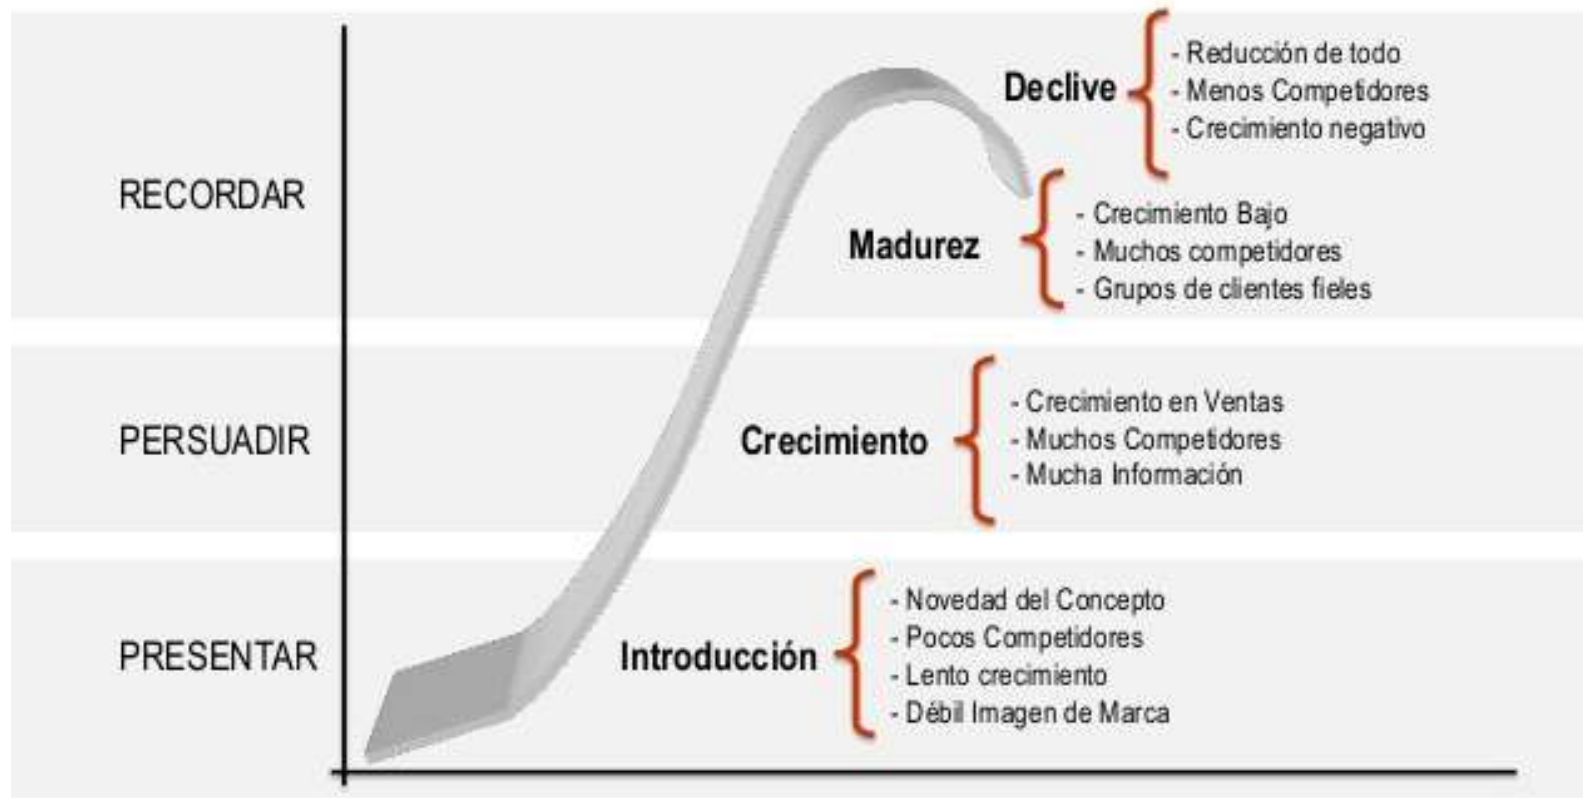 Declive
- Reducción de todo
- Menos Competidores
- Crecimiento negativo
RECORDAR
Madurez
- Crecimiento Bajo
- Muchos competidores
- Grupos de clientes fieles
PERSUADIR
Crecimiento
- Crecimiento en Ventas
- Muchos Competidores
- Mucha Información
PRESENTAR
Introducción
- Novedad del Concepto
- Pocos Competidores
- Lento crecimiento
- Débil Imagen de Marca